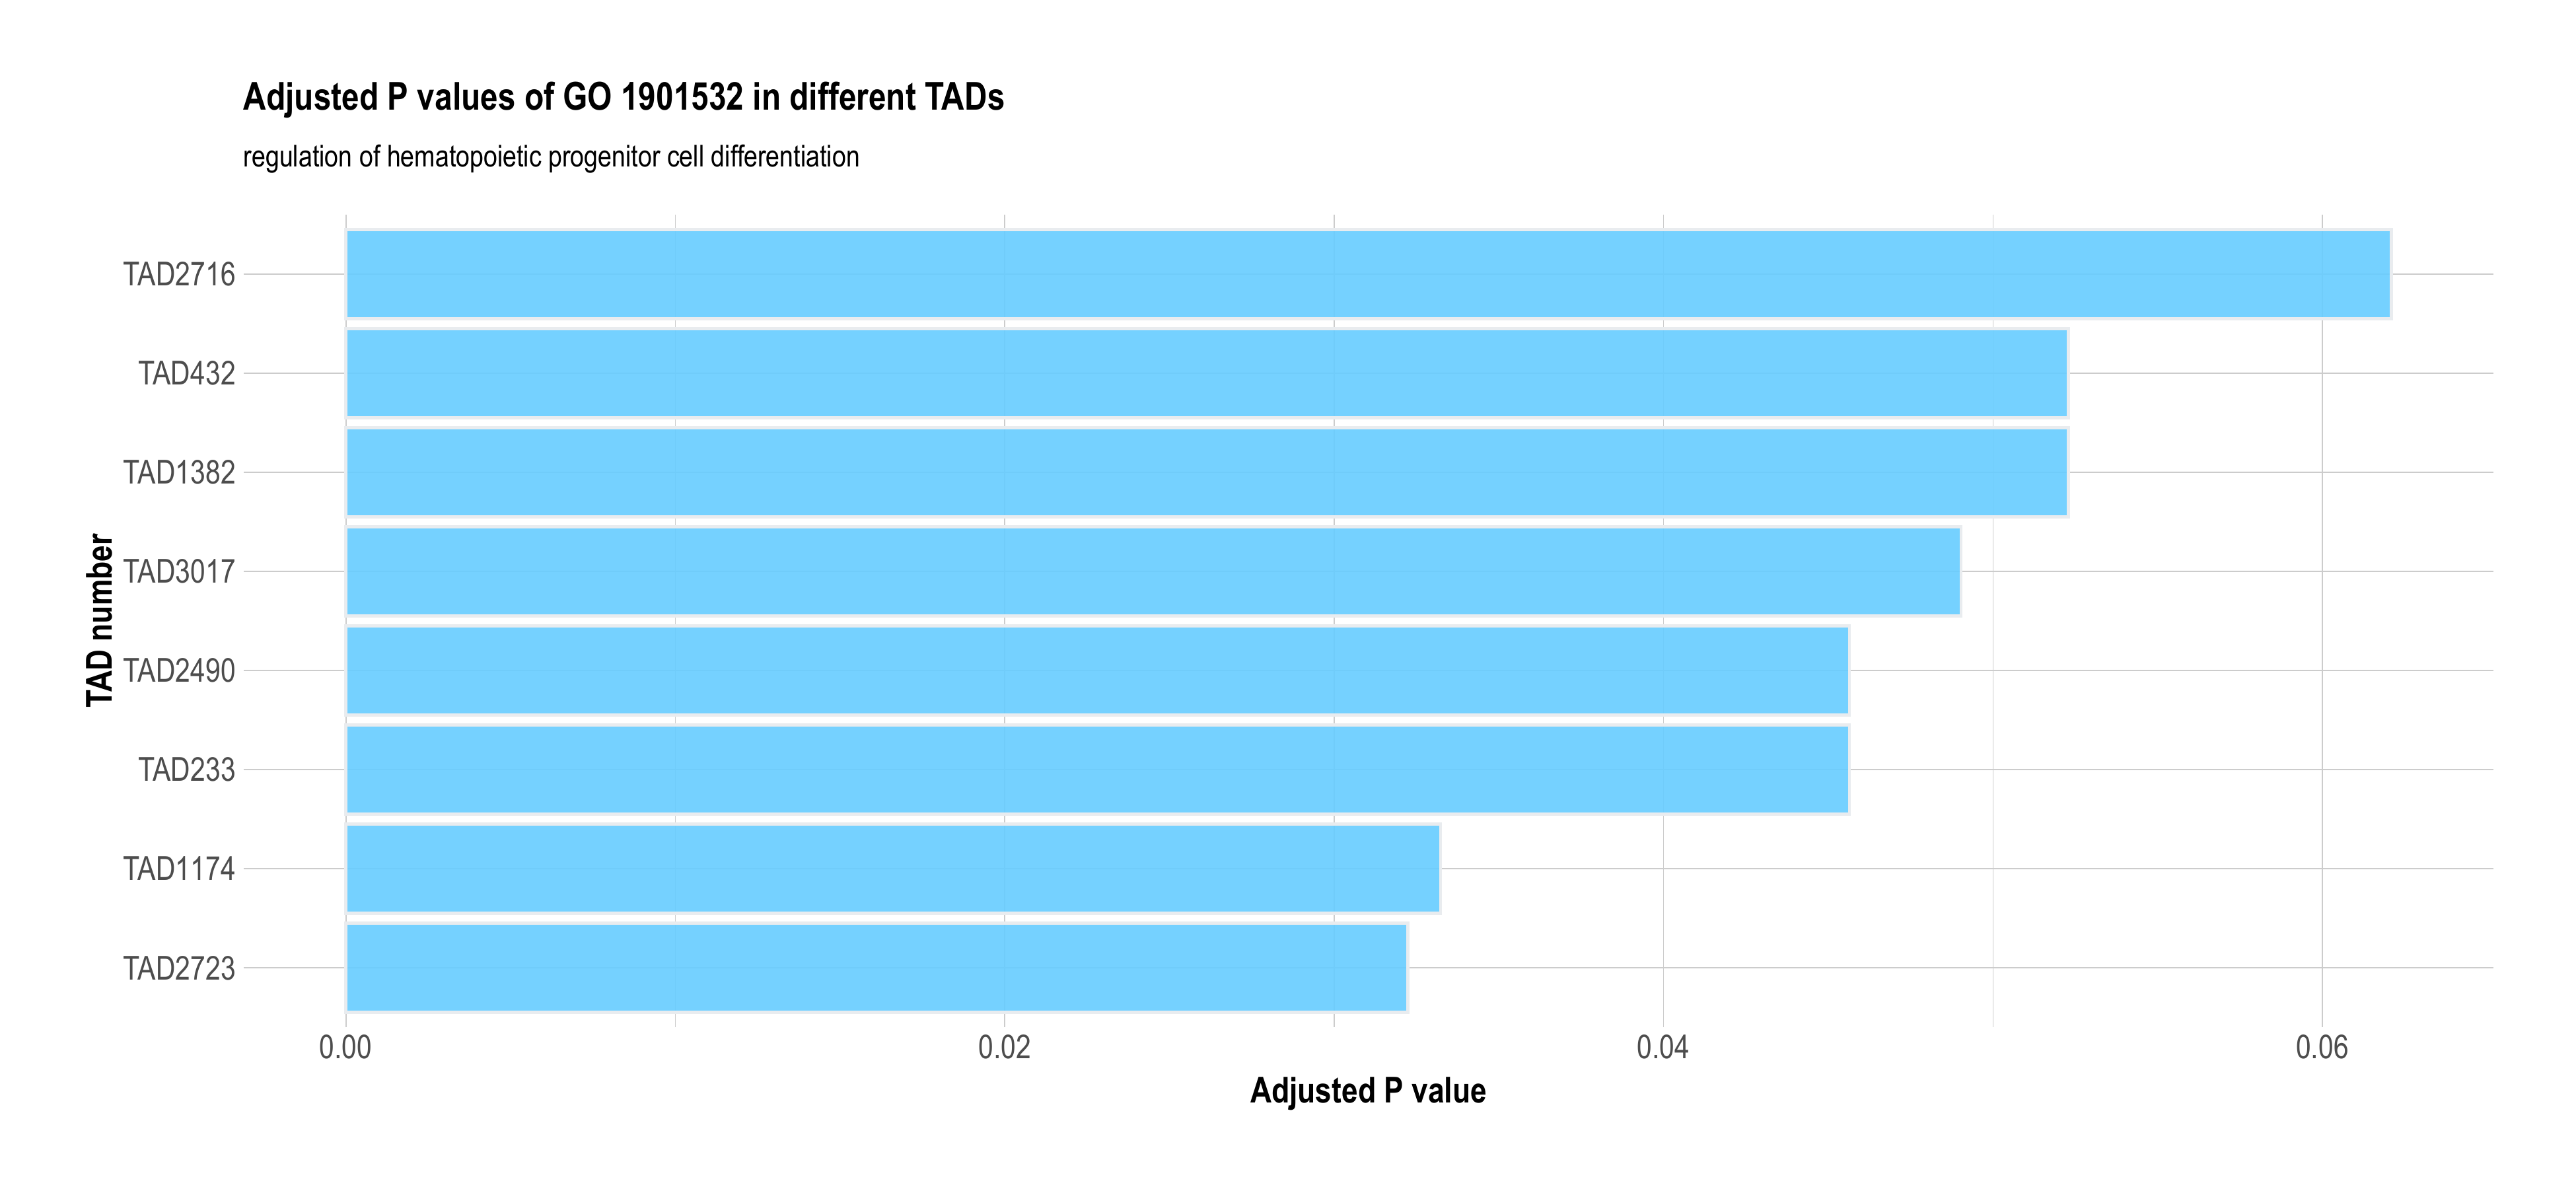 Adjusted P values of GO 1901532 in different TADs
regulation of hematopoietic progenitor cell differentiation
TAD number
TAD2716
TAD432
TAD1382
TAD3017
TAD2490
TAD233
TAD1174
TAD2723
0.00 0.02 0.04 0.06
Adjusted P value